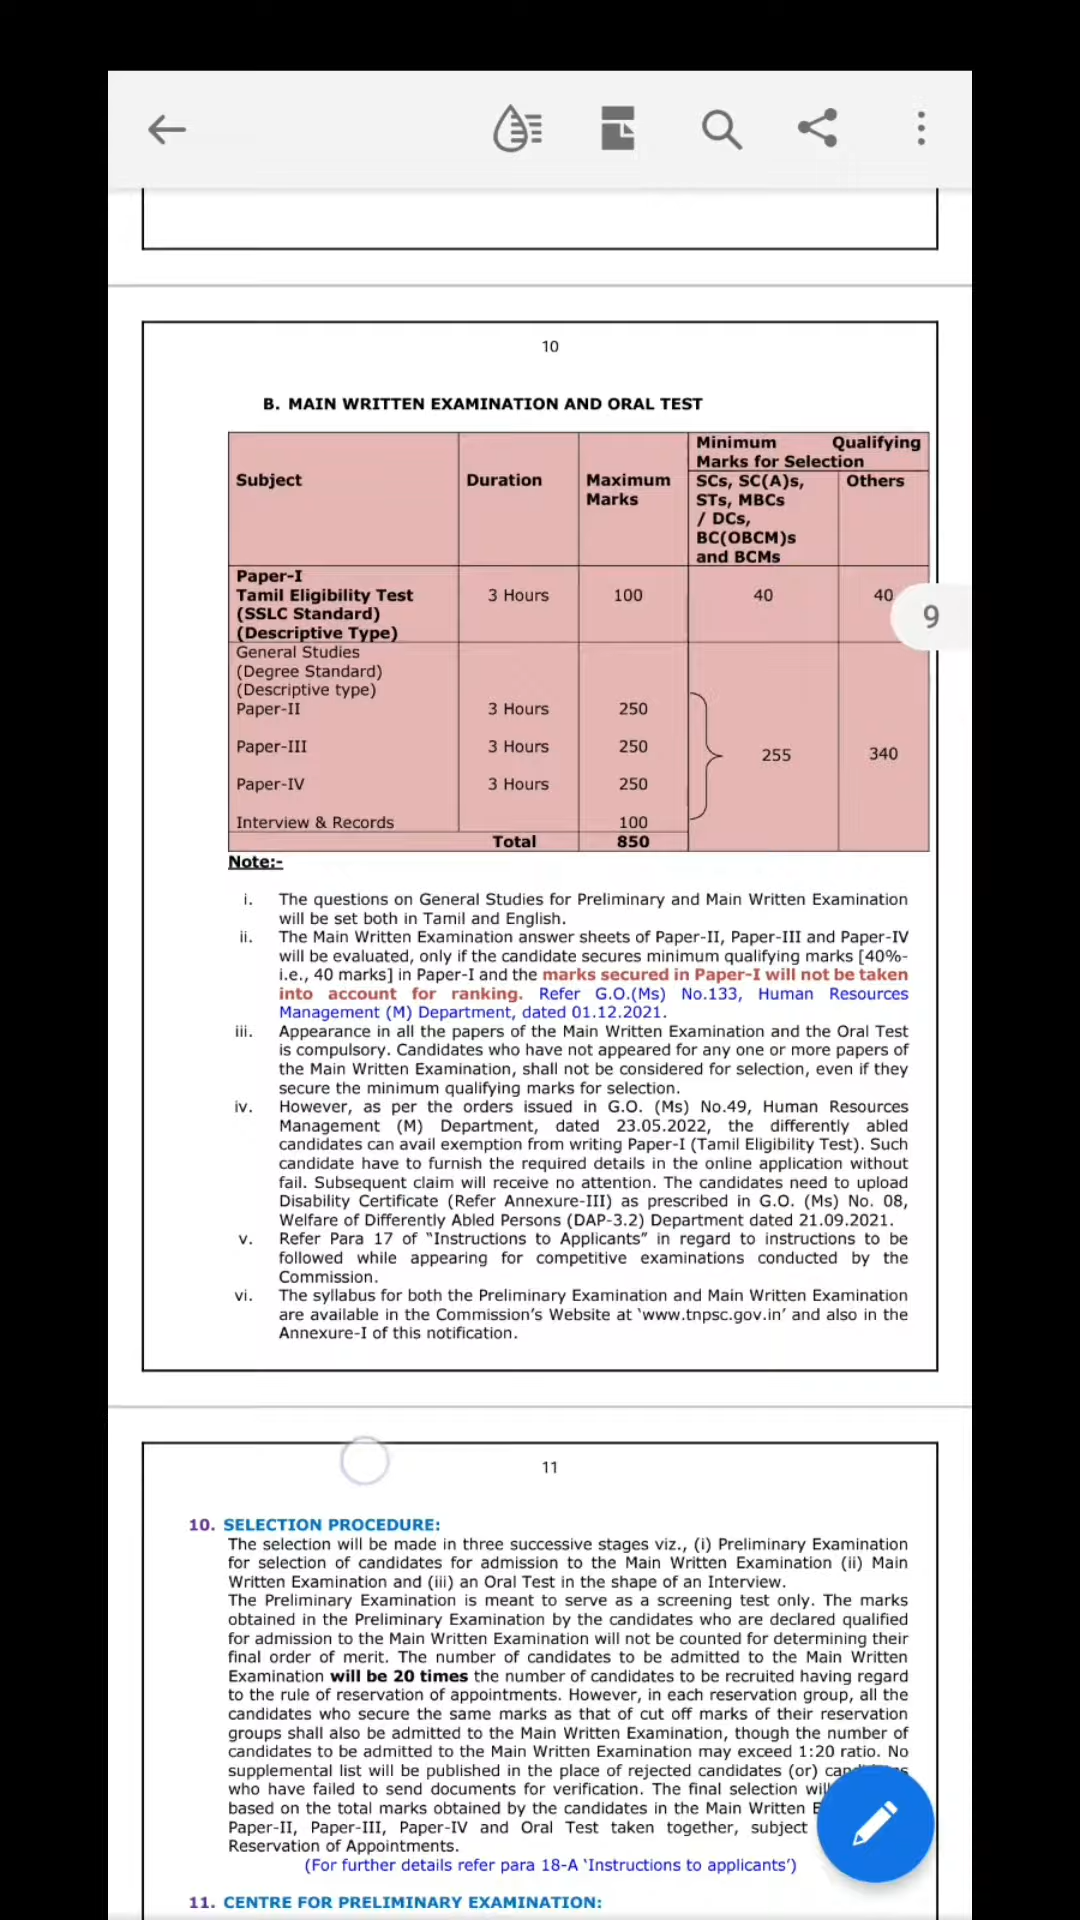 10
B. MAIN WRITTEN EXAMINATION AND ORAL TEST
Subject
Duration
Maximum Marks
Minimum Qualifying Marks for Selection
SCs, SC(A)s, STs, MBCs / DCs, BC(OBCM)s and BCMs
Others
Paper-I
Tamil Eligibility Test
(SSLC Standard)
(Descriptive Type)
3 Hours
100
40
40
9
General Studies
(Degree Standard)
(Descriptive type)
Paper-II 3 Hours 250
Paper-III 3 Hours 250
255 340
Paper-IV 3 Hours 250
Interview & Records 100
Total 850
Note:-
i. The questions on General Studies for Preliminary and Main Written Examination
will be set both in Tamil and English.
ii. The Main Written Examination answer sheets of Paper-II, Paper-III and Paper-IV
will be evaluated, only if the candidate secures minimum qualifying marks [40%-
i.e., 40 marks] in Paper-I and the marks secured in Paper-I will not be taken
into account for ranking. Refer G.O.(Ms) No.133, Human Resources
Management (M) Department, dated 01.12.2021.
iii. Appearance in all the papers of the Main Written Examination and the Oral Test
is compulsory. Candidates who have not appeared for any one or more papers of
the Main Written Examination, shall not be considered for selection, even if they
secure the minimum qualifying marks for selection.
iv. However, as per the orders issued in G.O. (Ms) No.49, Human Resources
Management (M) Department, dated 23.05.2022, the differently abled
candidates can avail exemption from writing Paper-I (Tamil Eligibility Test). Such
candidate have to furnish the required details in the online application without
fail. Subsequent claim will receive no attention. The candidates need to upload
Disability Certificate (Refer Annexure-III) as prescribed in G.O. (Ms) No. 08,
Welfare of Differently Abled Persons (DAP-3.2) Department dated 21.09.2021.
v. Refer Para 17 of "Instructions to Applicants" in regard to instructions to be
followed while appearing for competitive examinations conducted by the
Commission.
vi. The syllabus for both the Preliminary Examination and Main Written Examination
are available in the Commission's Website at 'www.tnpsc.gov.in' and also in the
Annexure-I of this notification.
11
10. SELECTION PROCEDURE:
The selection will be made in three successive stages viz., (i) Preliminary Examination
for selection of candidates for admission to the Main Written Examination (ii) Main
Written Examination and (iii) an Oral Test in the shape of an Interview.
The Preliminary Examination is meant to serve as a screening test only. The marks
obtained in the Preliminary Examination by the candidates who are declared qualified
for admission to the Main Written Examination will not be counted for determining their
final order of merit. The number of candidates to be admitted to the Main Written
Examination will be 20 times the number of candidates to be recruited having regard
to the rule of reservation of appointments. However, in each reservation group, all the
candidates who secure the same marks as that of cut off marks of their reservation
groups shall also be admitted to the Main Written Examination, though the number of
candidates to be admitted to the Main Written Examination may exceed 1:20 ratio. No
supplemental list will be published in the place of rejected candidates (or)
who have failed to send documents for verification. The final selection
based on the total marks obtained by the candidates in the Main Written
Paper-II, Paper-III, Paper-IV and Oral Test taken together, subject
Reservation of Appointments.
(For further details refer para 18-A 'Instructions to applicants')
11. CENTRE FOR PRELIMINARY EXAMINATION: